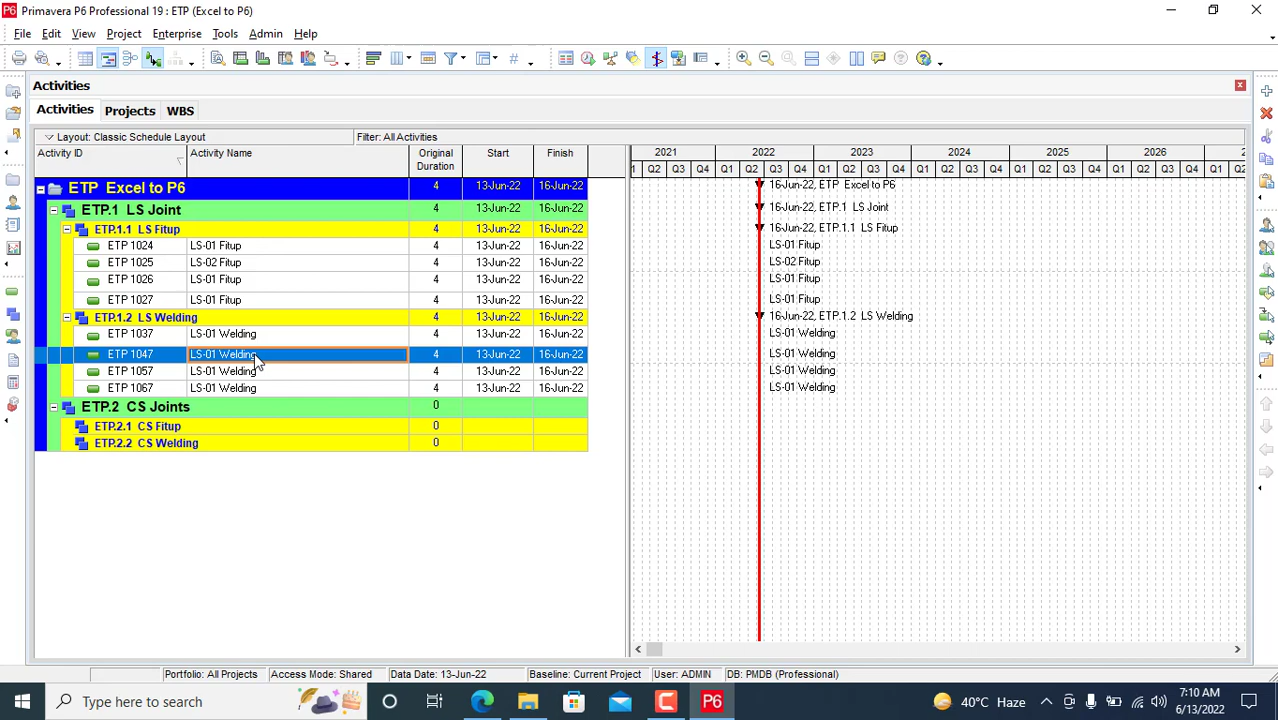 Primavera P6 Professional 19 : ETP (Excel to P6)
File Edit View Project Enterprise Tools Admin Help
Activities
Activities Projects WBS
Layout: Classic Schedule Layout Filter: All Activities
Activity ID Activity Name Original Duration Start Finish
2021 2022 2023 2024 2025 2026 2
1 Q2 Q3 Q4 Q1 Q2 Q3 Q4 Q1 Q2 Q3 Q4 Q1 Q2 Q3 Q4 Q1 Q2 Q3 Q4 Q1 Q2 Q3 Q4 Q1 Q2
ETP Excel to P6 4 13-Jun-22 16-Jun-22 16-Jun-22, ETP Excel to P6
ETP.1 LS Joint 4 13-Jun-22 16-Jun-22 16-Jun-22, ETP.1 LS Joint
ETP.1.1 LS Fitup 4 13-Jun-22 16-Jun-22 16-Jun-22, ETP.1.1 LS Fitup
ETP 1024 LS-01 Fitup 4 13-Jun-22 16-Jun-22 LS-01 Fitup
ETP 1025 LS-02 Fitup 4 13-Jun-22 16-Jun-22 LS-02 Fitup
ETP 1026 LS-01 Fitup 4 13-Jun-22 16-Jun-22 LS-01 Fitup
ETP 1027 LS-01 Fitup 4 13-Jun-22 16-Jun-22 LS-01 Fitup
ETP.1.2 LS Welding 4 13-Jun-22 16-Jun-22 16-Jun-22, ETP.1.2 LS Welding
ETP 1037 LS-01 Welding 4 13-Jun-22 16-Jun-22 LS-01 Welding
ETP 1047 LS-01 Welding 4 13-Jun-22 16-Jun-22 LS-01 Welding
ETP 1057 LS-01 Welding 4 13-Jun-22 16-Jun-22 LS-01 Welding
ETP 1067 LS-01 Welding 4 13-Jun-22 16-Jun-22 LS-01 Welding
ETP.2 CS Joints 0
ETP.2.1 CS Fitup 0
ETP.2.2 CS Welding 0
Portfolio: All Projects Access Mode: Shared Data Date: 13-Jun-22 Baseline: Current Project User: ADMIN DB: PMDB (Professional)
Type here to search P6 40°C Haze 7:10 AM
6/13/2022